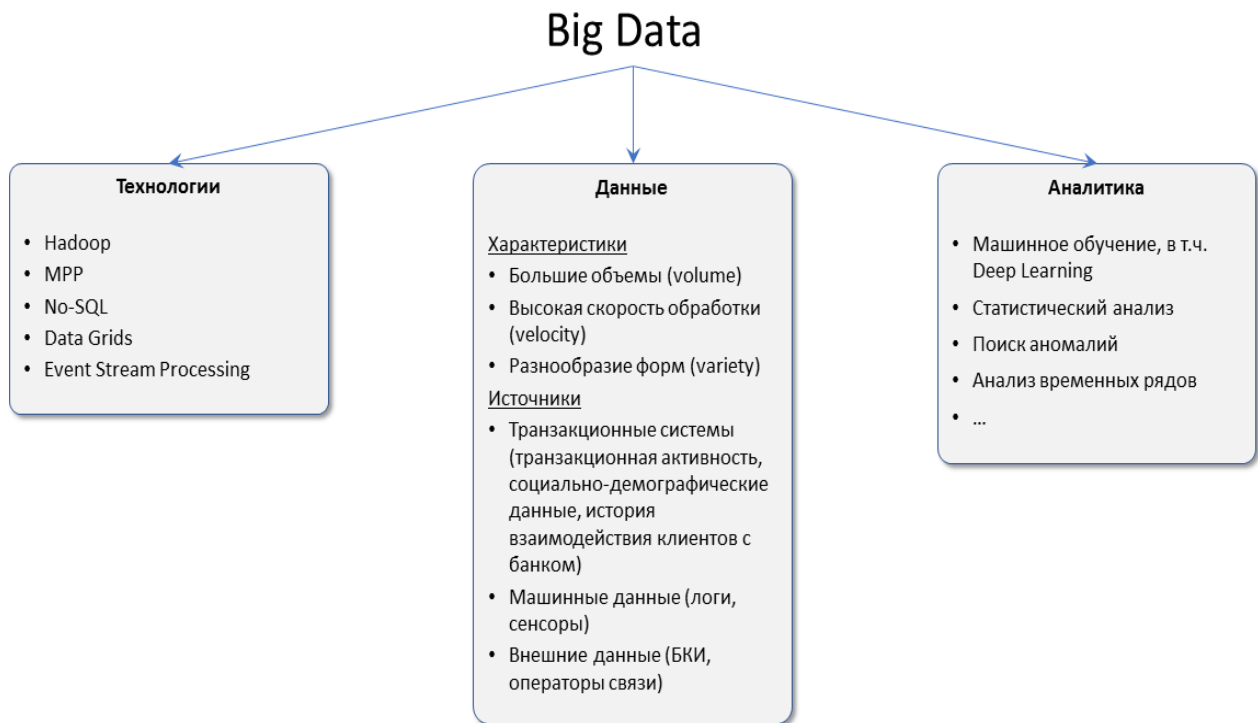 Big Data
Технологии
• Hadoop
• MPP
• No-SQL
• Data Grids
• Event Stream Processing
Данные
Характеристики
• Большие объемы (volume)
• Высокая скорость обработки
(velocity)
• Разнообразие форм (variety)
Источники
• Транзакционные системы
(транзакционная активность,
социально-демографические
данные, история
взаимодействия клиентов с
банком)
• Машинные данные (логи,
сенсоры)
• Внешние данные (БКИ,
операторы связи)
Аналитика
• Машинное обучение, в т.ч.
Deep Learning
• Статистический анализ
• Поиск аномалий
• Анализ временных рядов
• ...